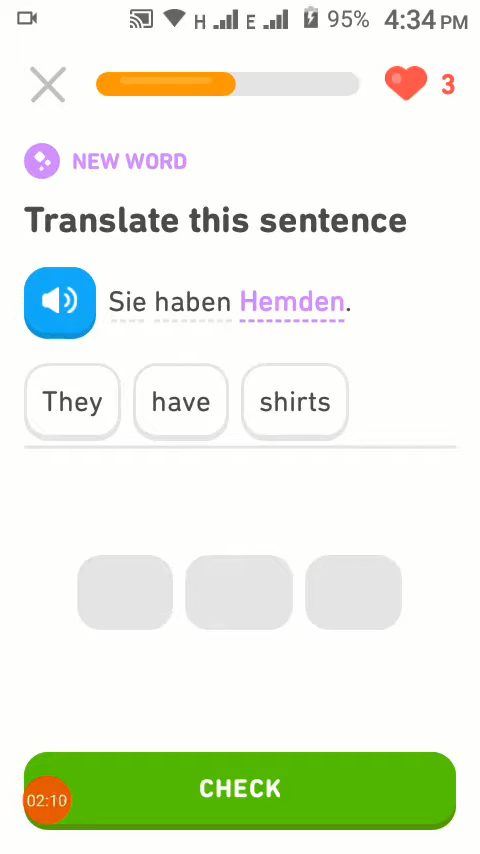 H E 95% 4:34 PM
3
NEW WORD
Translate this sentence
Sie haben Hemden.
They have shirts
CHECK
02:10